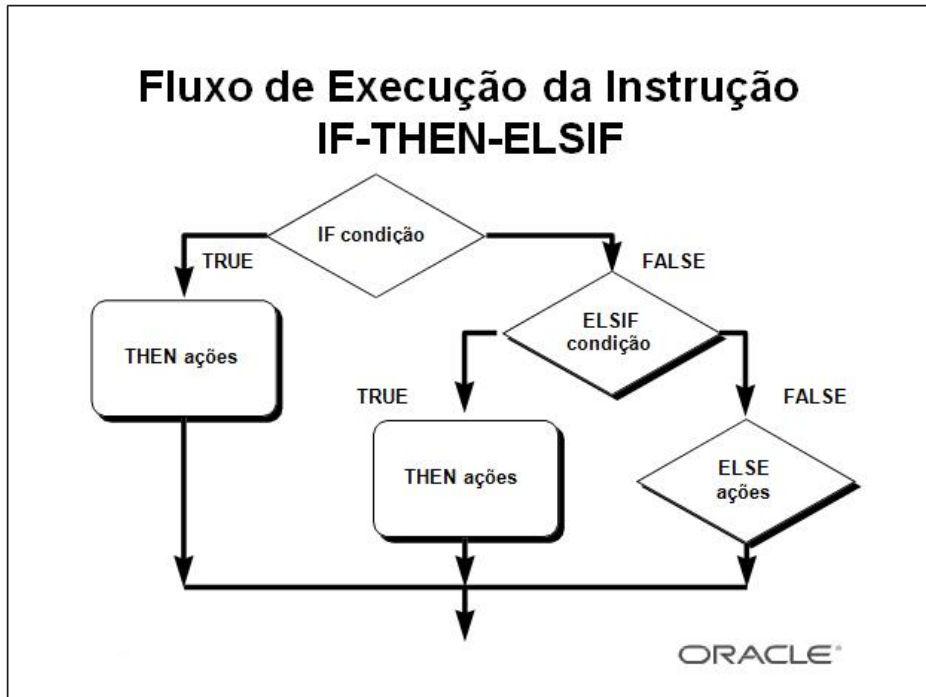 Fluxo de Execução da Instrução
IF-THEN-ELSIF
IF condição
TRUE
FALSE
THEN ações
ELSIF
condição
TRUE
FALSE
THEN ações
ELSE
ações
ORACLE®